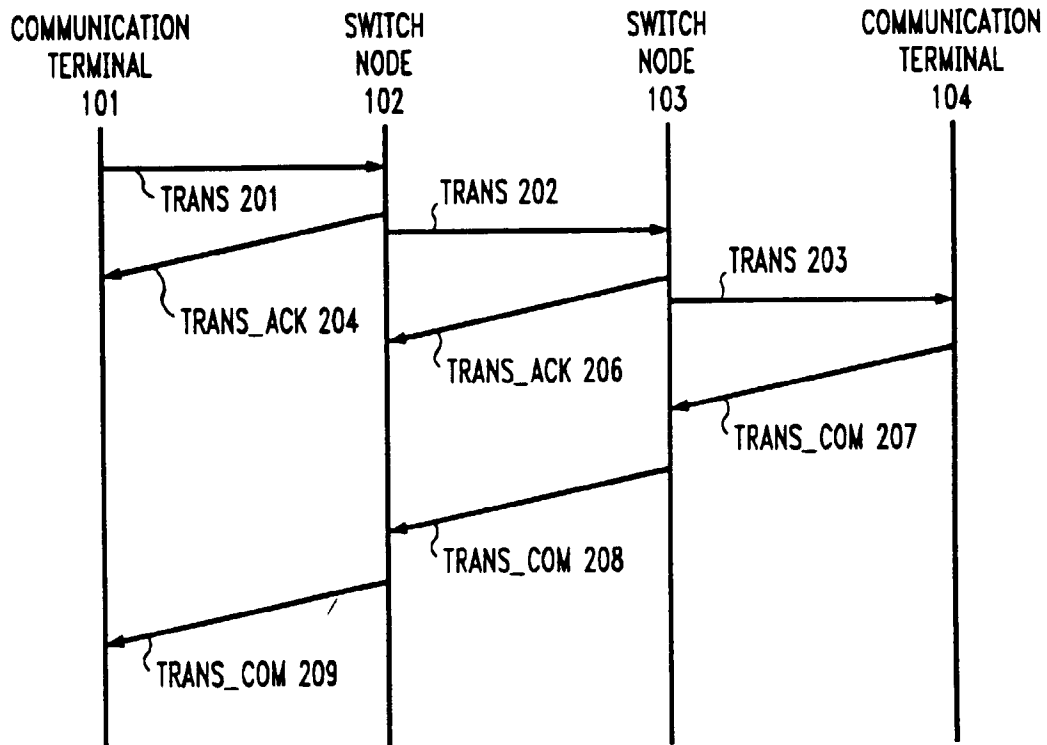 COMMUNICATION
TERMINAL
101
SWITCH
NODE
102
SWITCH
NODE
103
COMMUNICATION
TERMINAL
104
TRANS 201
TRANS 202
TRANS 203
TRANS_ACK 204
TRANS_ACK 206
TRANS_COM 207
TRANS_COM 208
TRANS_COM 209